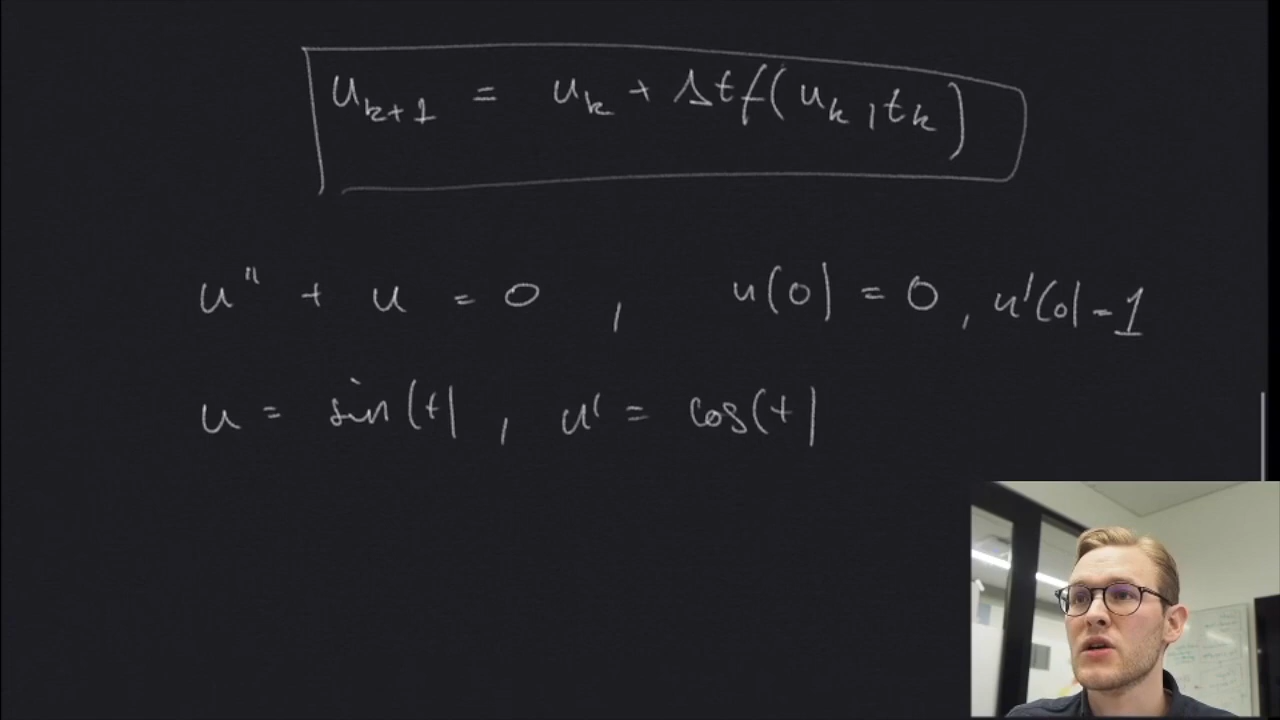 u_{k+1} = u_k + Δt f(u_k, t_k)
u'' + u = 0 , u(0) = 0, u'(0) = 1
u = sin(t), u' = cos(t)